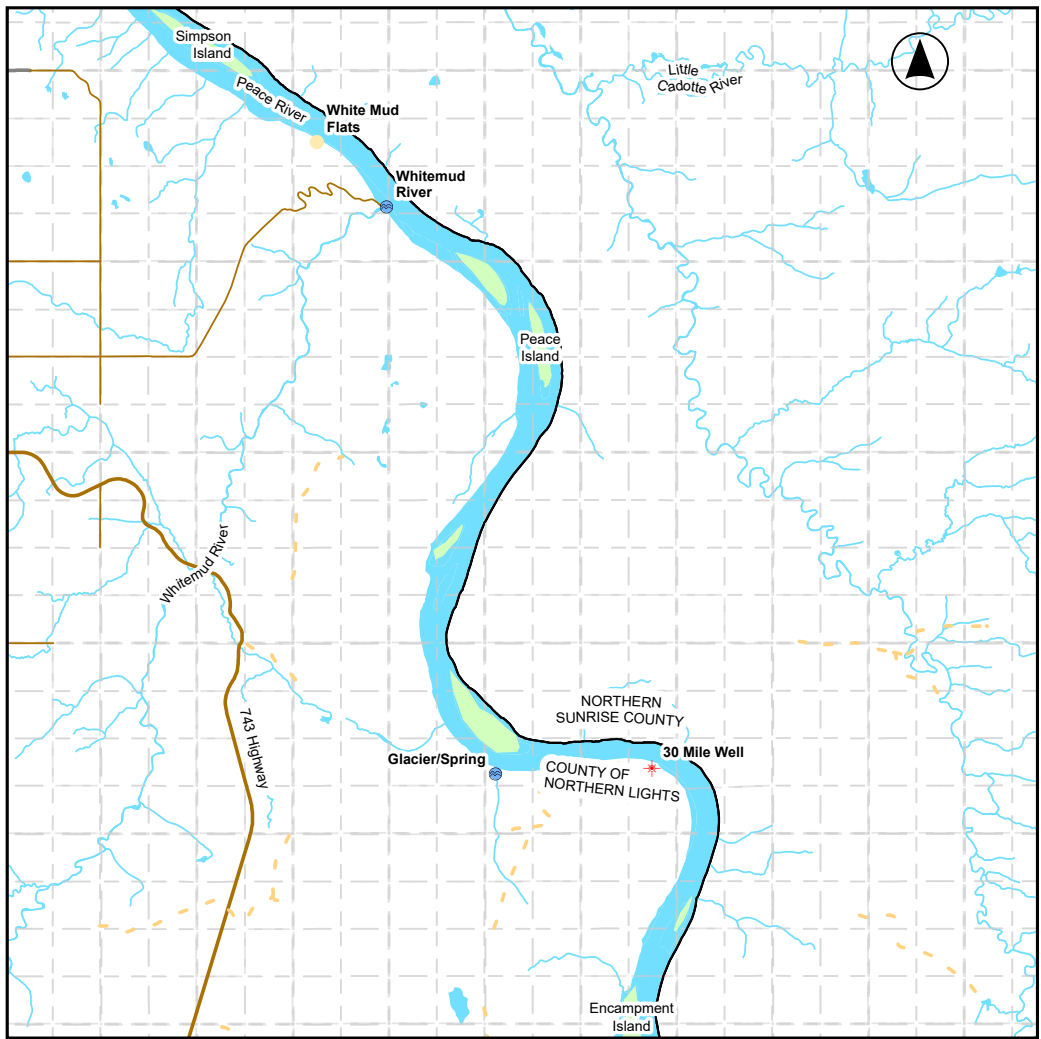 Simpson
Island
Peace River
White Mud
Flats
Little
Cadotte River
Whitemud
River
Peace
Island
Whitemud River
743 Highway
NORTHERN
SUNRISE COUNTY
30 Mile Well
Glacier/Spring
COUNTY OF
NORTHERN LIGHTS
Encampment
Island